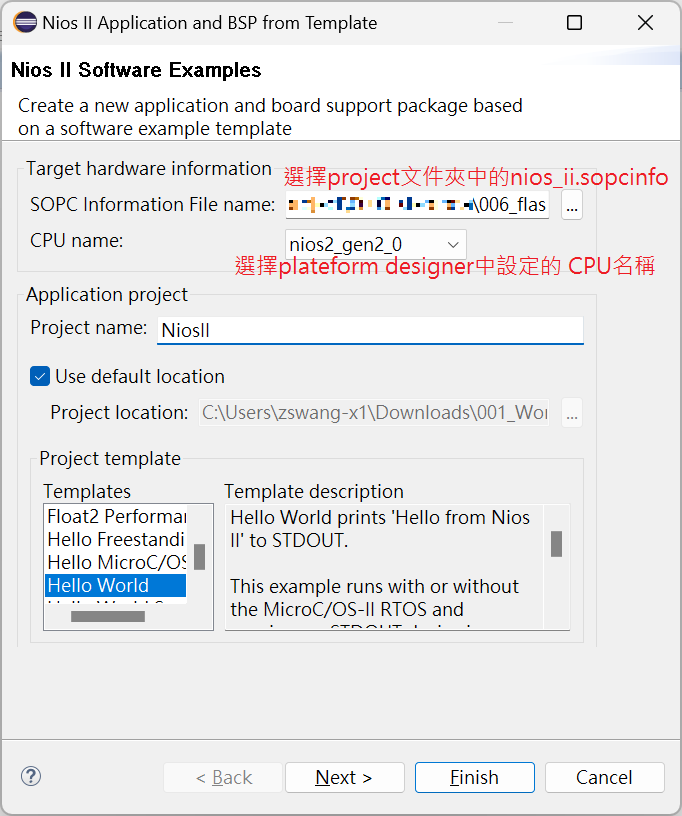 Nios II Application and BSP from Template
Nios II Software Examples
Create a new application and board support package based
on a software example template
Target hardware information
選擇project文件夾中的nios_ii.sopcinfo
SOPC Information File name:
\006_flas
...
CPU name:
nios2_gen2_0
選擇plateform designer中設定的 CPU名稱
Application project
Project name:
NiosII
Use default location
Project location:
C:\Users\zswang-x1\Downloads\001_Wor
...
Project template
Templates
Template description
Float2 Performar
Hello Freestandi
Hello MicroC/OS
Hello World
Hello World prints 'Hello from Nios
II' to STDOUT.
This example runs with or without
the MicroC/OS-II RTOS and
?
< Back
Next >
Finish
Cancel